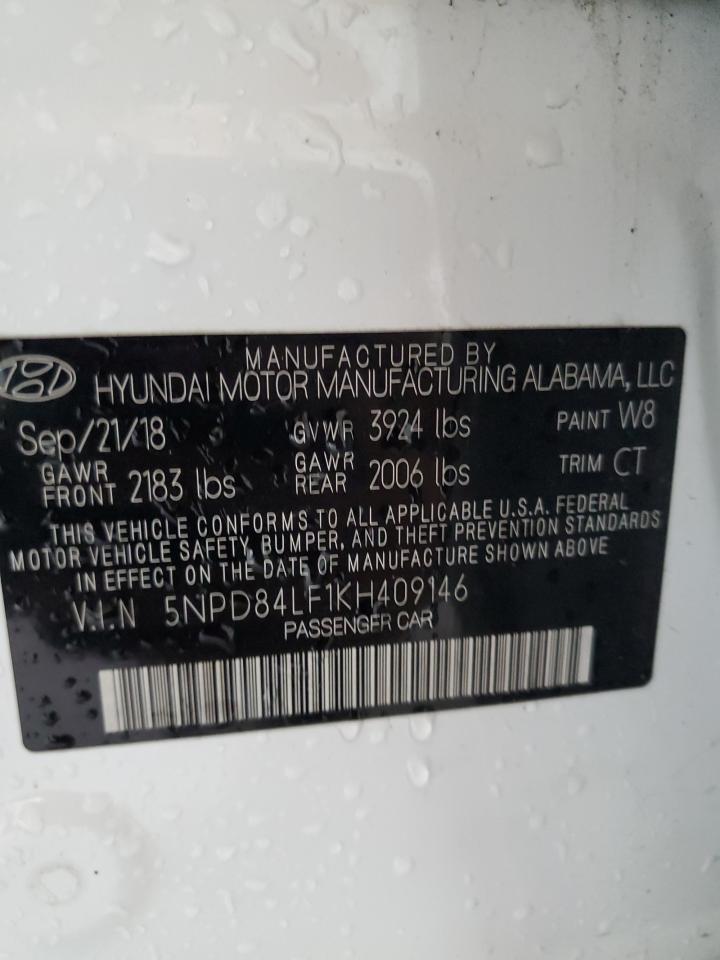 MANUFACTURED BY
HYUNDAI MOTOR MANUFACTURING ALABAMA, LLC
Sep/21/18 GVWR 3924 lbs PAINT W8
GAWR FRONT 2183 lbs GAWR REAR 2006 lbs TRIM CT
THIS VEHICLE CONFORMS TO ALL APPLICABLE U.S.A. FEDERAL
MOTOR VEHICLE SAFETY, BUMPER, AND THEFT PREVENTION STANDARDS
IN EFFECT ON THE DATE OF MANUFACTURE SHOWN ABOVE
V.I.N 5NPD84LF1KH409146
PASSENGER CAR